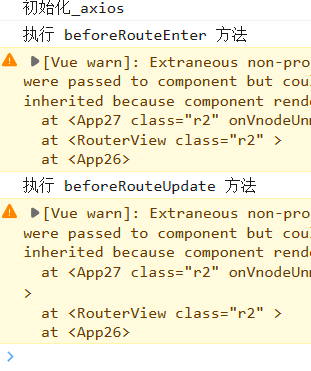 初始化_axios
执行 beforeRouteEnter 方法
▶[Vue warn]: Extraneous non-pro
were passed to component but cou
inherited because component rend
at <App27 class="r2" onVnodeUnm
at <RouterView class="r2" >
at <App26>
执行 beforeRouteUpdate 方法
▶[Vue warn]: Extraneous non-pro
were passed to component but cou
inherited because component rend
at <App27 class="r2" onVnodeUnm
>
at <RouterView class="r2" >
at <App26>